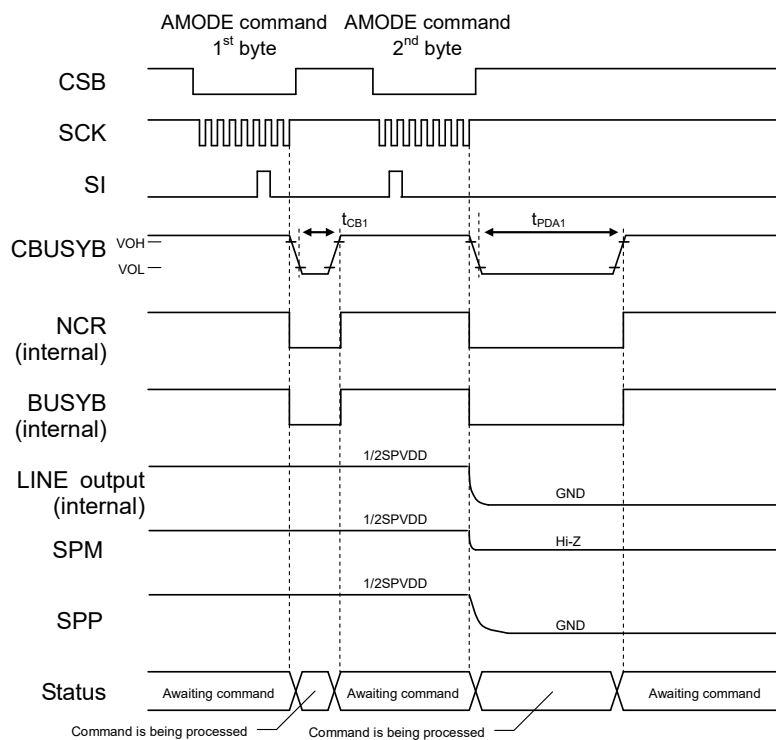 AMODE command
1st byte
AMODE command
2nd byte
CSB
SCK
SI
tCB1
tPDA1
CBUSYB
VOH
VOL
NCR
(internal)
BUSYB
(internal)
LINE output
(internal)
1/2SPVDD
GND
SPM
1/2SPVDD
Hi-Z
SPP
1/2SPVDD
GND
Status
Awaiting command
Awaiting command
Awaiting command
Command is being processed
Command is being processed